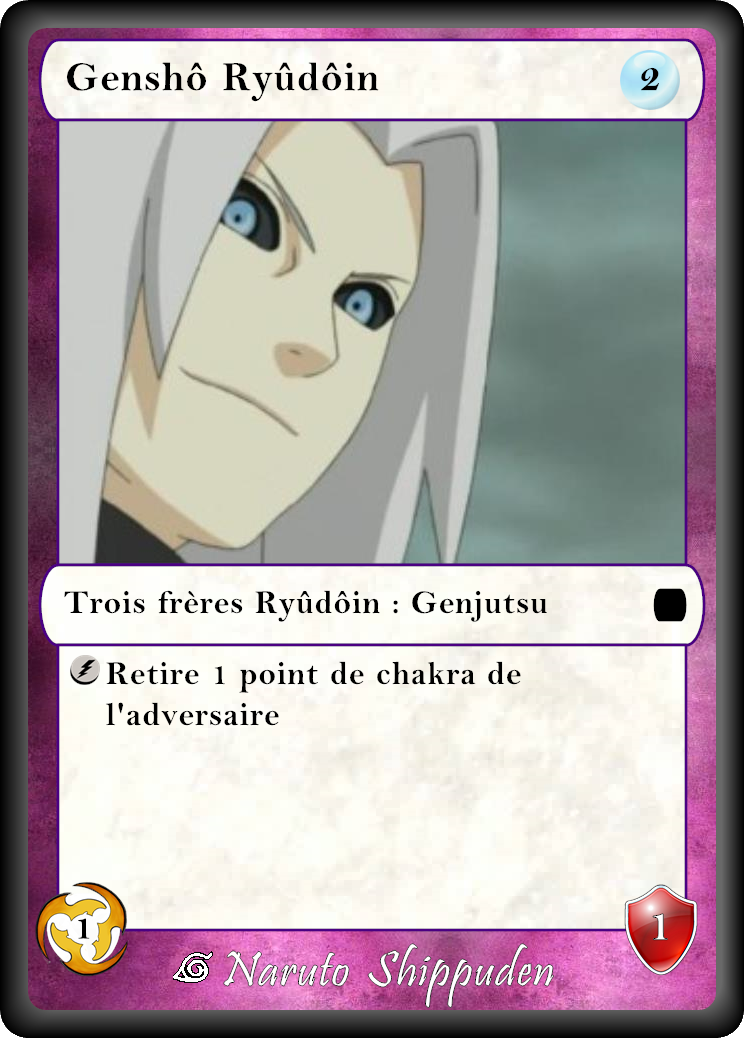 Genshô Ryûdôin 2
Trois frères Ryûdôin : Genjutsu
Retire 1 point de chakra de
l'adversaire
1 1
Naruto Shippuden